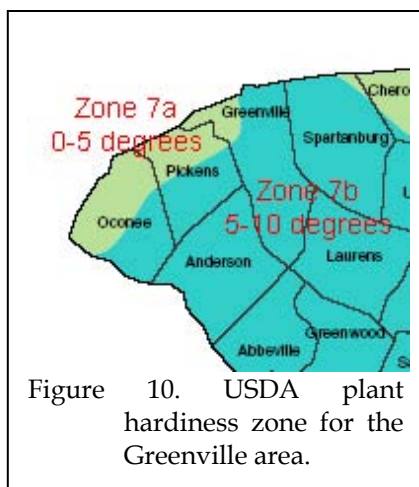 Zone 7a
0-5 degrees
Greenville
Chero
Spartanburg
Pickens
Zone 7b
5-10 degrees
Oconee
Anderson
Laurens
Greenwood
Abbeville
Figure 10. USDA plant
hardiness zone for the
Greenville area.